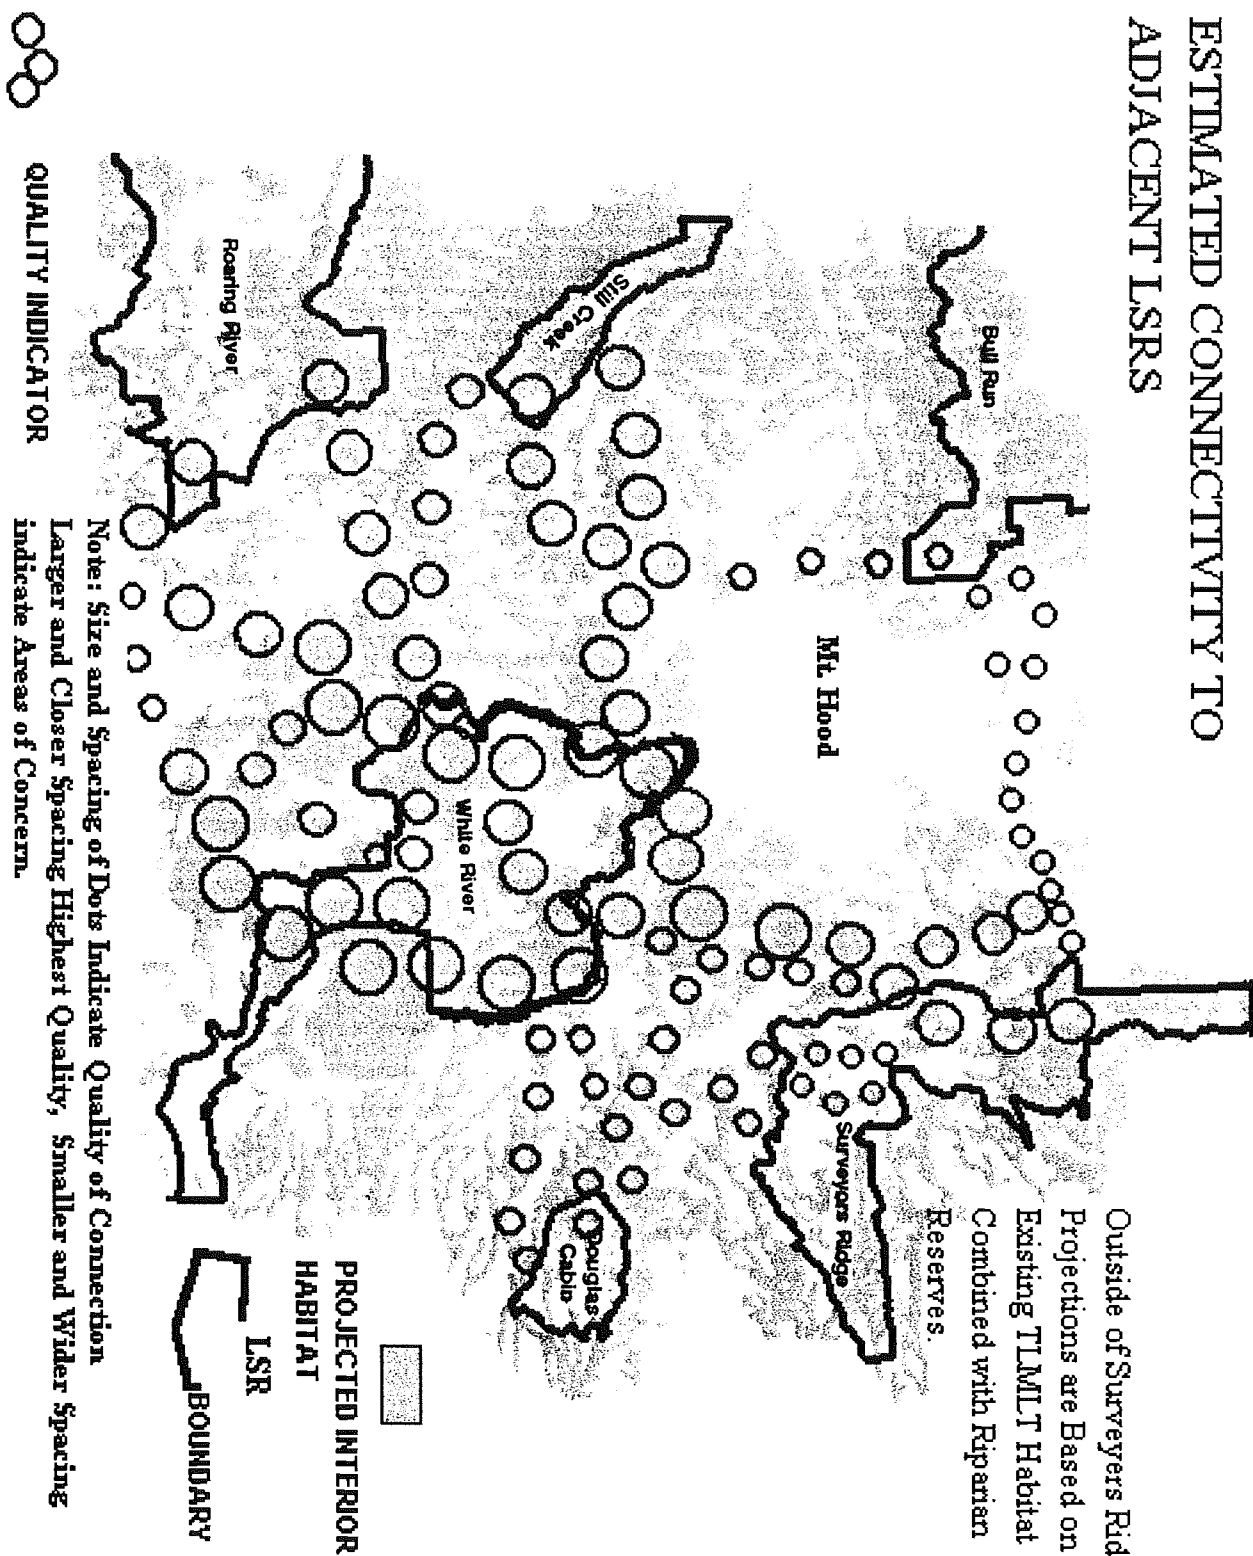 ESTIMATED CONNECTIVITY TO
ADJACENT LSRS
Outside of Surveyers Rid
Projections are Based on
Existing TLMLT Habitat
Combined with Riparian
Reserves.
Bull Run
Mt Hood
Surveyors Ridge
Still Creek
Douglas
Cabin
White River
Roaring River
PROJECTED INTERIOR
HABITAT
LSR
BOUNDARY
QUALITY INDICATOR
Note: Size and Spacing of Dots Indicate Quality of Connection
Larger and Closer Spacing Highest Quality, Smaller and Wider Spacing
indicate Areas of Concern.